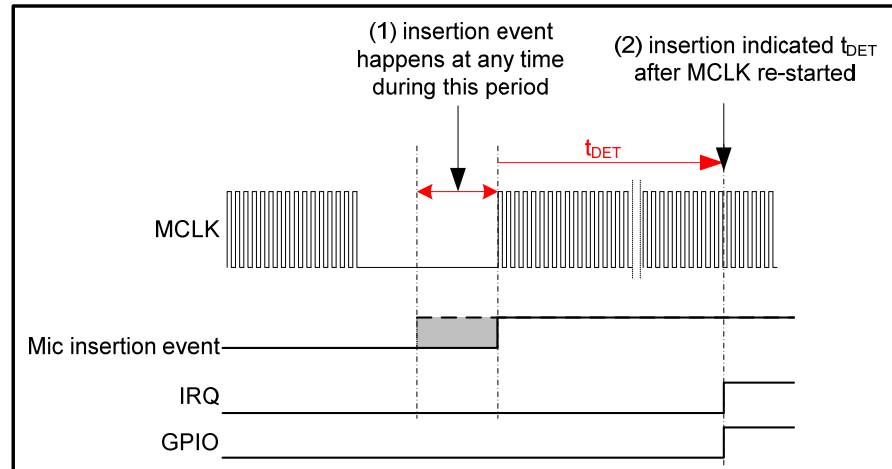 (1) insertion event
happens at any time
during this period
(2) insertion indicated tDET
after MCLK re-started
tDET
MCLK
Mic insertion event
IRQ
GPIO